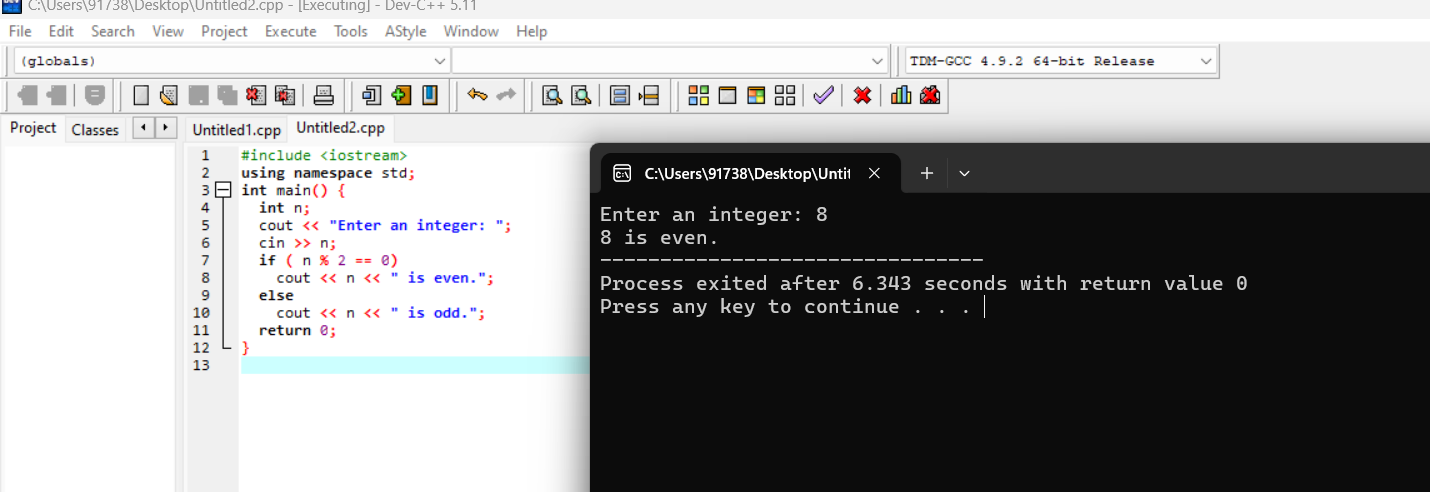 C:\Users\91738\Desktop\Untitled2.cpp - [Executing] - Dev-C++ 5.11
File Edit Search View Project Execute Tools AStyle Window Help
(globals)
TDM-GCC 4.9.2 64-bit Release
Project Classes
Untitled1.cpp Untitled2.cpp
1 #include <iostream>
2 using namespace std;
3 int main() {
4 int n;
5 cout << "Enter an integer: ";
6 cin >> n;
7 if ( n % 2 == 0)
8 cout << n << " is even.";
9 else
10 cout << n << " is odd.";
11 return 0;
12 }
13
C:\Users\91738\Desktop\Untit
Enter an integer: 8
8 is even.
--------------------------------
Process exited after 6.343 seconds with return value 0
Press any key to continue . . .